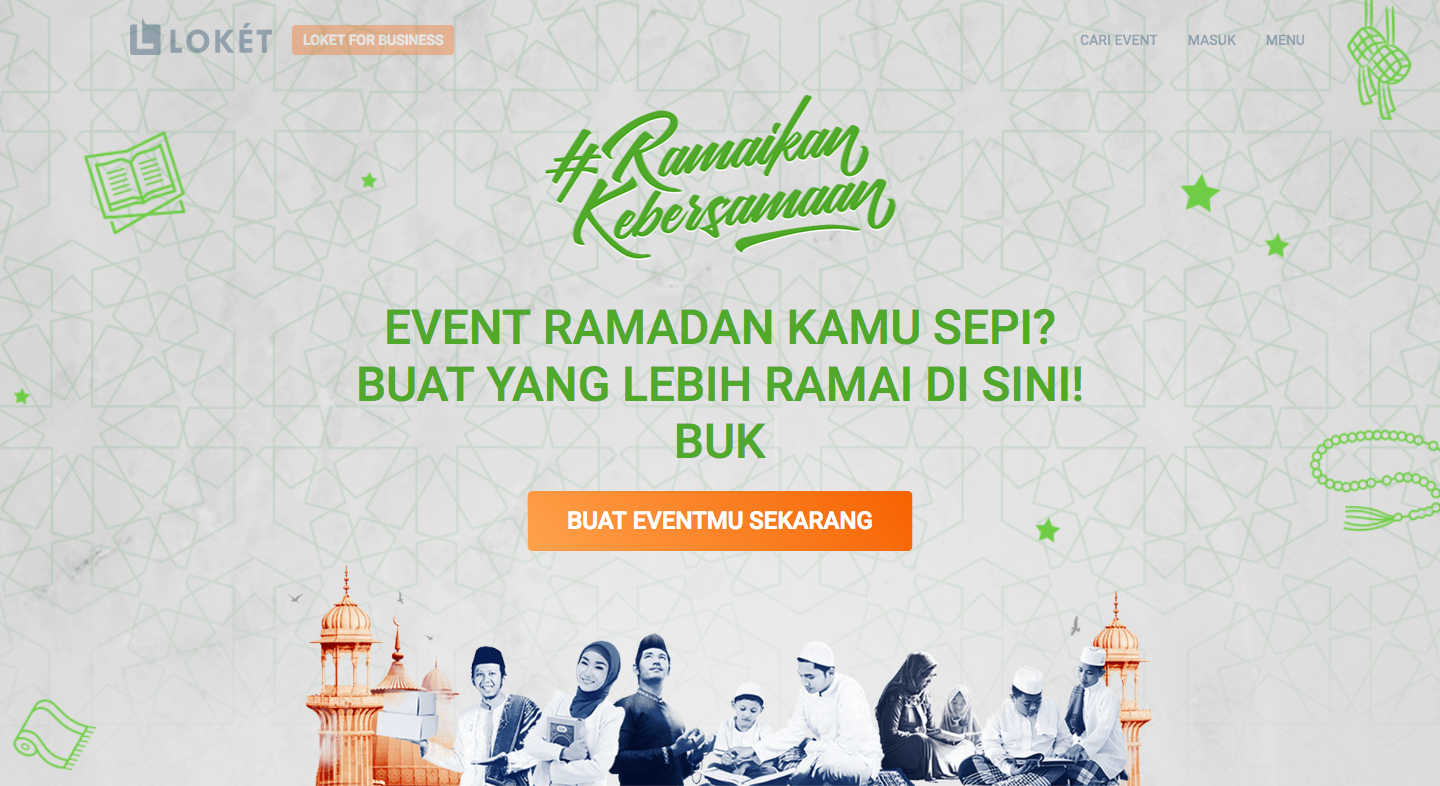 LOKÉT
LOKET FOR BUSINESS
CARI EVENT
MASUK
MENU
#Ramaikan
Kebersamaan
EVENT RAMADAN KAMU SEPI?
BUAT YANG LEBIH RAMAI DI SINI!
BUK
BUAT EVENTMU SEKARANG